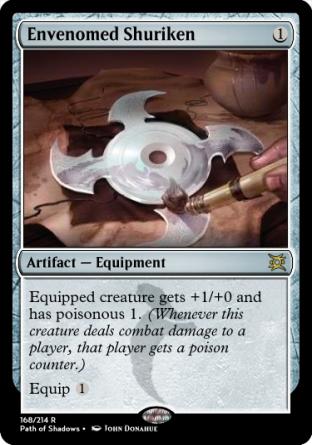 Envenomed Shuriken 1
Artifact — Equipment
Equipped creature gets +1/+0 and
has poisonous 1. (Whenever this
creature deals combat damage to a
player, that player gets a poison
counter.)
Equip 1
168/214 R
Path of Shadows • John Donahue